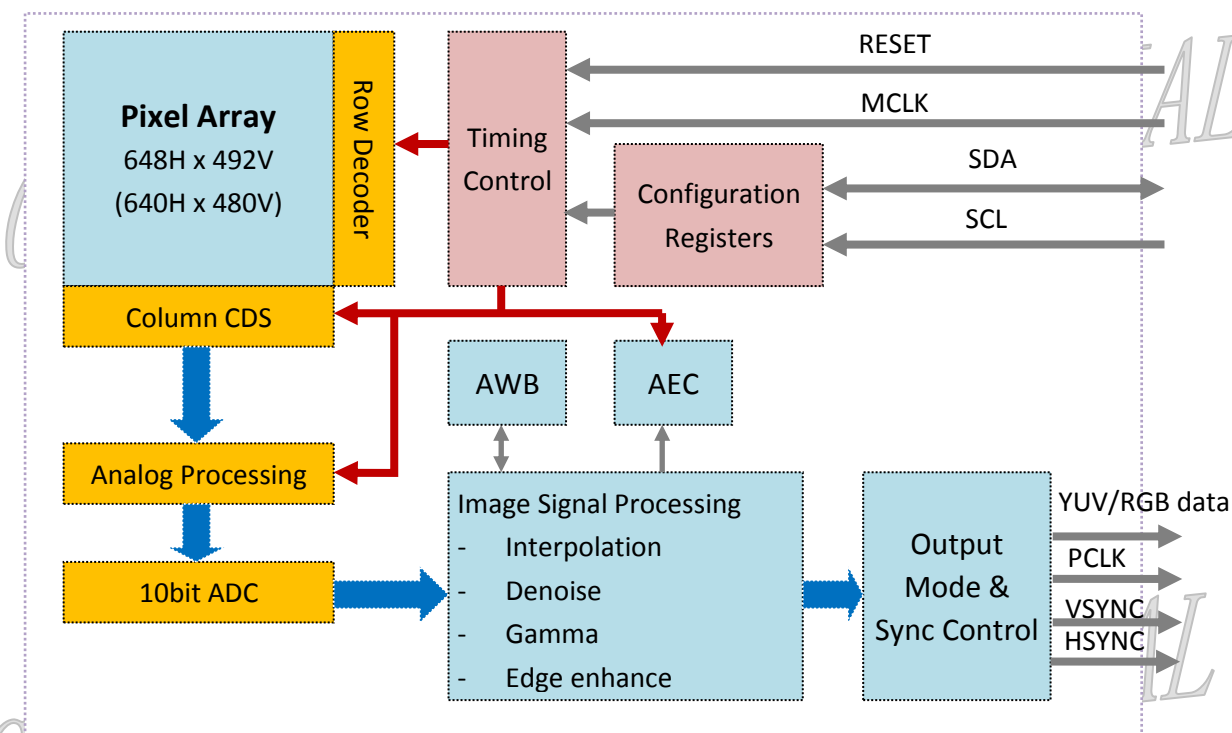 RESET
MCLK
SDA
SCL
Pixel Array
648H x 492V
(640H x 480V)
Row Decoder
Timing
Control
Configuration
Registers
Column CDS
AWB
AEC
Analog Processing
10bit ADC
Image Signal Processing
- Interpolation
- Denoise
- Gamma
- Edge enhance
Output
Mode &
Sync Control
YUV/RGB data
PCLK
VSYNC
HSYNC